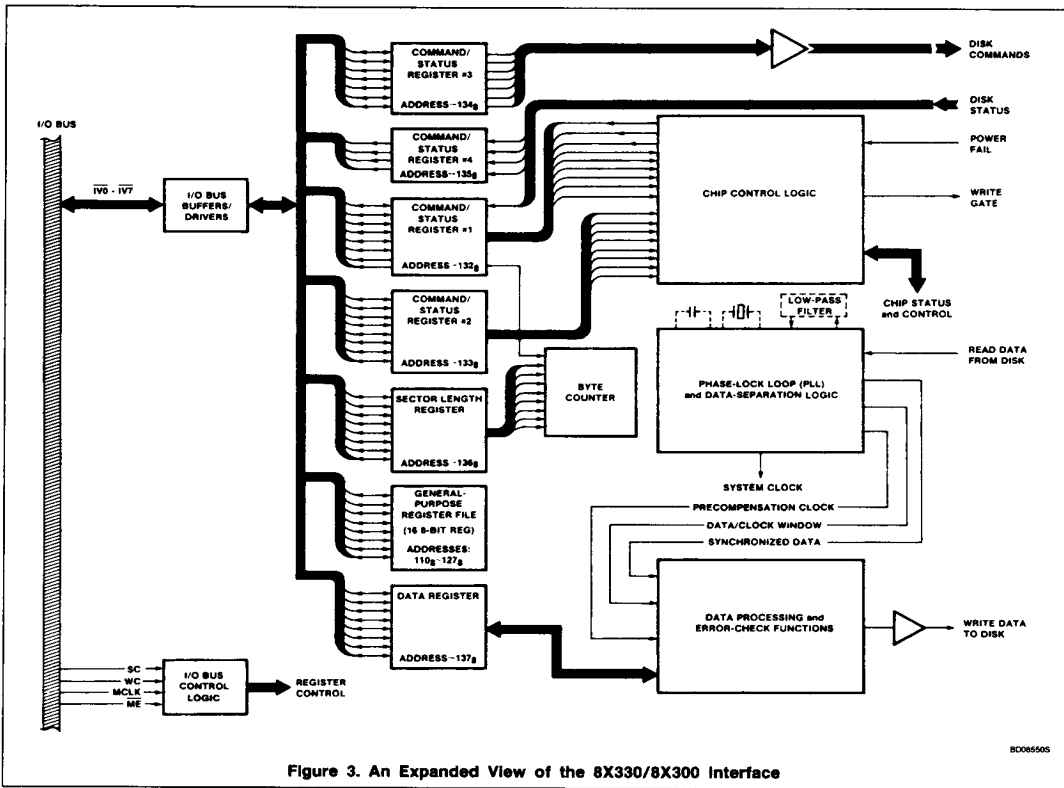 I/O BUS
IV0 - IV7
I/O BUS
BUFFERS/
DRIVERS
COMMAND/
STATUS
REGISTER #3
ADDRESS-134₈
COMMAND/
STATUS
REGISTER #4
ADDRESS-135₈
COMMAND/
STATUS
REGISTER #1
ADDRESS-132₈
COMMAND/
STATUS
REGISTER #2
ADDRESS-133₈
SECTOR LENGTH
REGISTER
ADDRESS-136₈
GENERAL-
PURPOSE
REGISTER FILE
(16 8-BIT REG)
ADDRESSES:
110₈-127₈
DATA REGISTER
ADDRESS-137₈
BYTE
COUNTER
DISK
COMMANDS
DISK
STATUS
CHIP CONTROL LOGIC
POWER
FAIL
WRITE
GATE
CHIP STATUS
and CONTROL
LOW-PASS
FILTER
PHASE-LOCK LOOP (PLL)
and DATA-SEPARATION LOGIC
READ DATA
FROM DISK
SYSTEM CLOCK
PRECOMPENSATION CLOCK
DATA/CLOCK WINDOW
SYNCHRONIZED DATA
DATA PROCESSING and
ERROR-CHECK FUNCTIONS
WRITE DATA
TO DISK
SC
WC
MCLK
ME
I/O BUS
CONTROL
LOGIC
REGISTER
CONTROL
BD08550S
Figure 3. An Expanded View of the 8X330/8X300 Interface